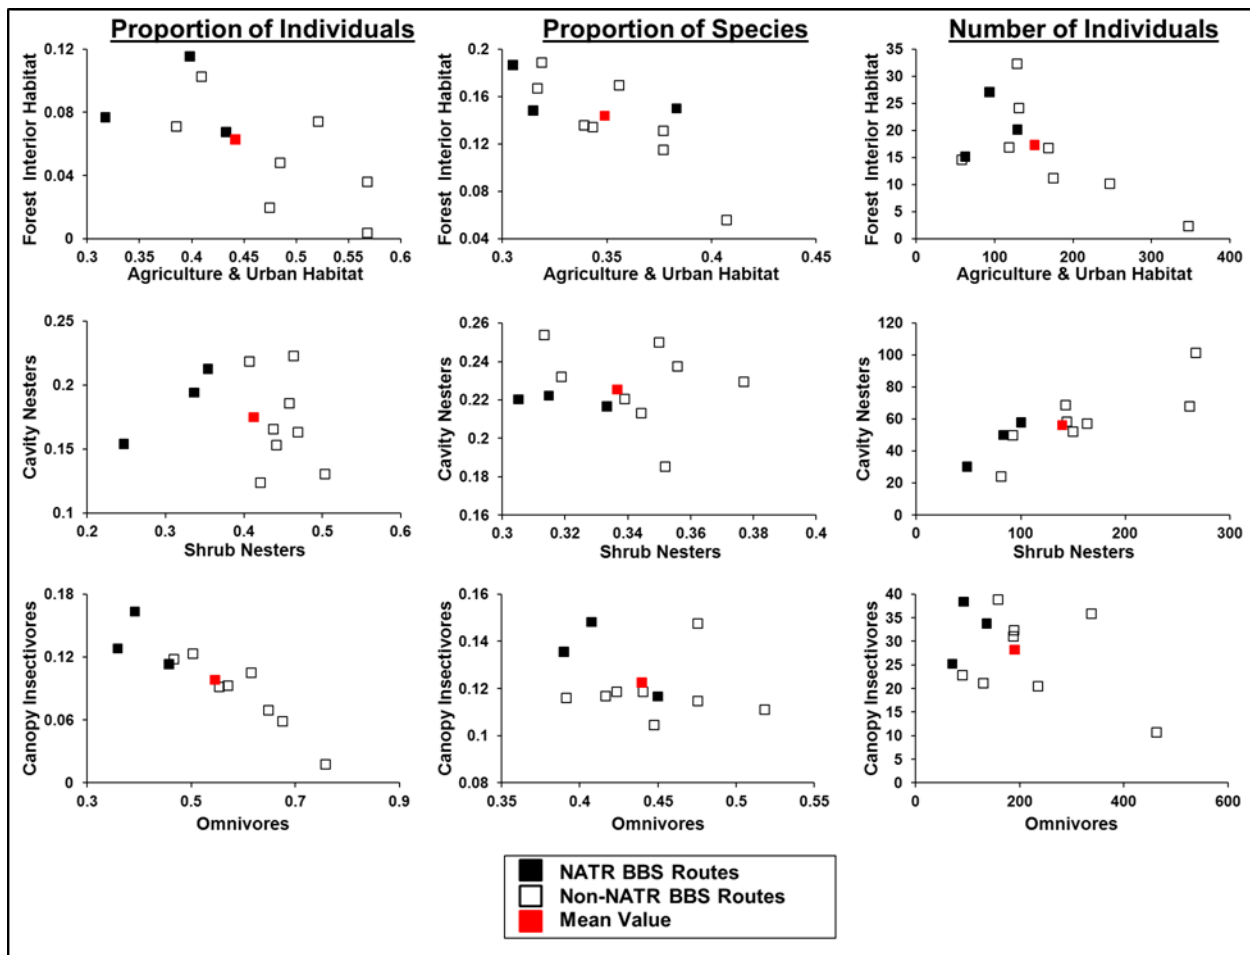 Proportion of Individuals
Proportion of Species
Number of Individuals
Forest Interior Habitat
0.12
0.08
0.04
0
0.3 0.4 0.5 0.6
Agriculture & Urban Habitat
Forest Interior Habitat
0.2
0.16
0.12
0.08
0.04
0.3 0.35 0.4 0.45
Agriculture & Urban Habitat
Forest Interior Habitat
35
30
25
20
15
10
5
0
0 100 200 300 400
Agriculture & Urban Habitat
Cavity Nesters
0.25
0.2
0.15
0.1
0.2 0.3 0.4 0.5 0.6
Shrub Nesters
Cavity Nesters
0.26
0.24
0.22
0.2
0.18
0.16
0.3 0.32 0.34 0.36 0.38 0.4
Shrub Nesters
Cavity Nesters
120
100
80
60
40
20
0
0 100 200 300
Shrub Nesters
Canopy Insectivores
0.18
0.12
0.06
0
0.3 0.5 0.7 0.9
Omnivores
Canopy Insectivores
0.16
0.14
0.12
0.1
0.08
0.35 0.4 0.45 0.5 0.55
Omnivores
Canopy Insectivores
40
35
30
25
20
15
10
5
0
0 200 400 600
Omnivores
NATR BBS Routes
Non-NATR BBS Routes
Mean Value